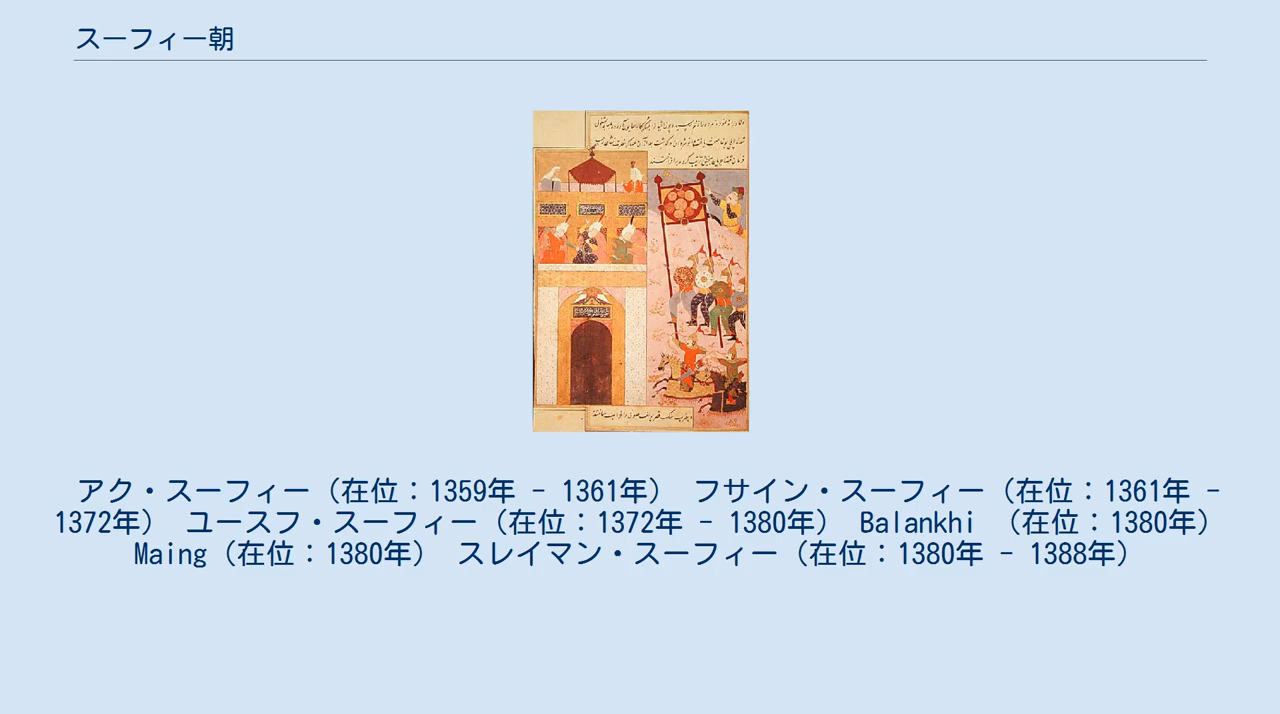 スーフィー朝
アク・スーフィー（在位：1359年 - 1361年） フサイン・スーフィー（在位：1361年 -
1372年） ユースフ・スーフィー（在位：1372年 - 1380年） Balankhi （在位：1380年）
Maing（在位：1380年） スレイマン・スーフィー（在位：1380年 - 1388年）